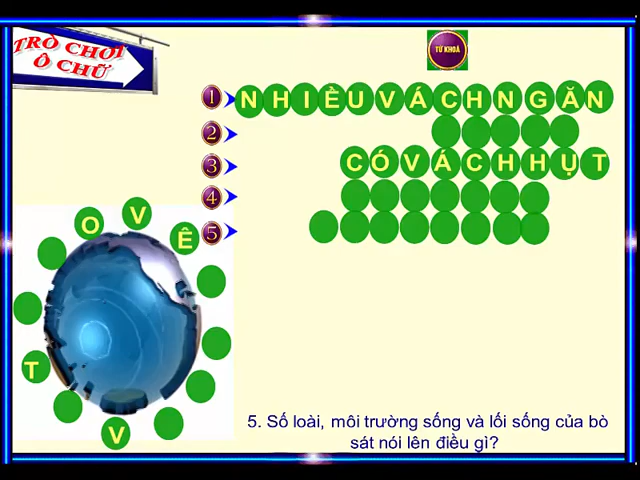 TRÒ CHƠI
Ô CHỮ
TỪ KHOÁ
1 NHIỀUVÁCHNGĂN
2
3 CÓVÁCHHỤT
4
5
O V Ê
T
V
5. Số loài, môi trường sống và lối sống của bò
sát nói lên điều gì?